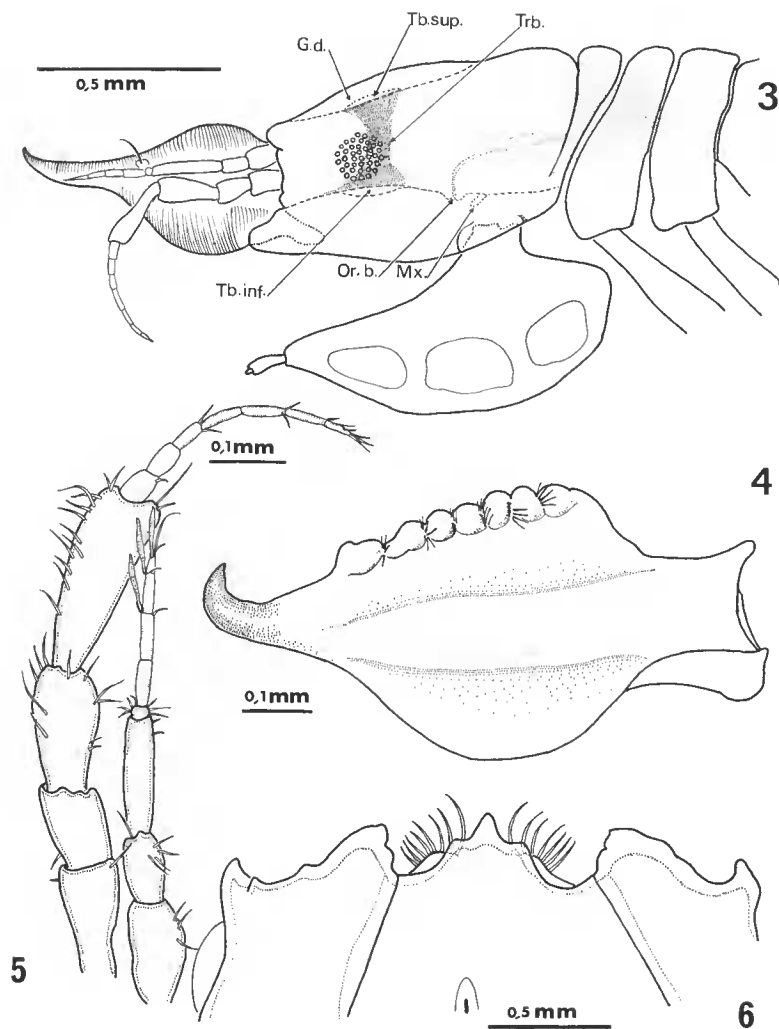 Tb.sup.
Trb.
G.d.
0,5 mm
3
Or.b.
Mx.
Tb.inf.
0,1mm
4
0,1mm
5
0,5 mm
6